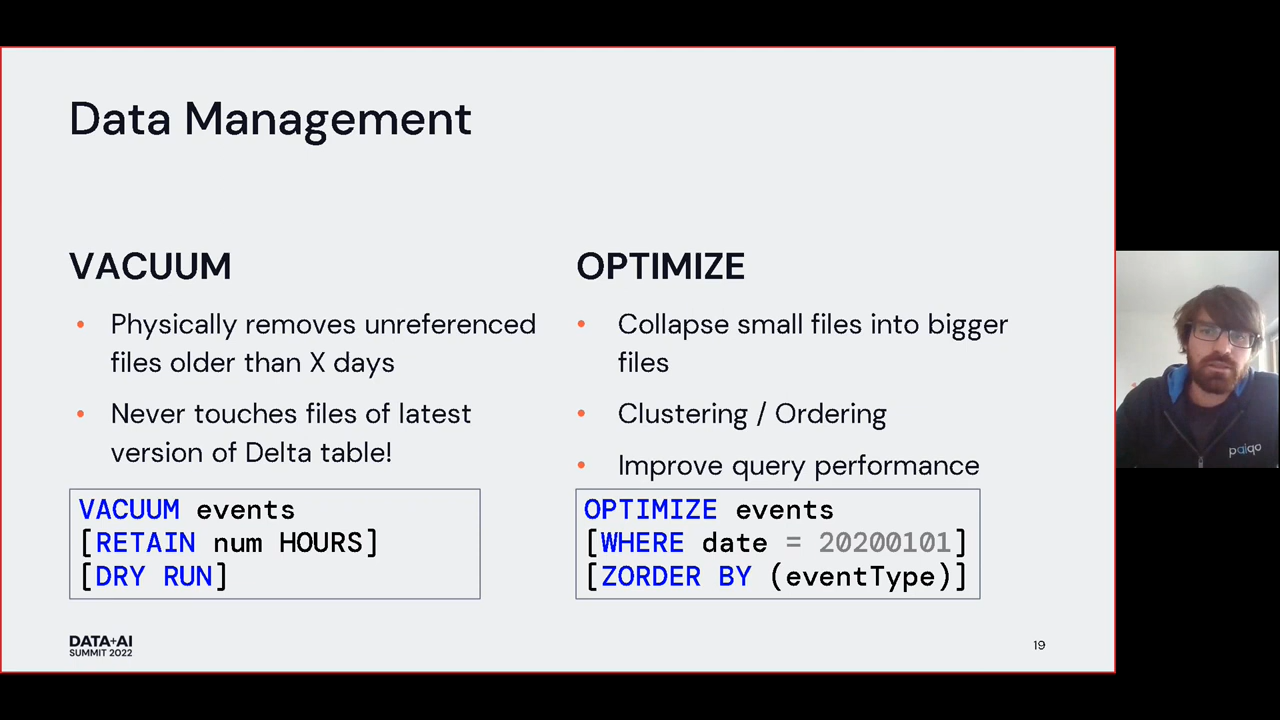 Data Management
VACUUM
• Physically removes unreferenced
files older than X days
• Never touches files of latest
version of Delta table!
VACUUM events
[RETAIN num HOURS]
[DRY RUN]
OPTIMIZE
• Collapse small files into bigger
files
• Clustering / Ordering
• Improve query performance
OPTIMIZE events
[WHERE date = 20200101]
[ZORDER BY (eventType)]
DATA+AI
SUMMIT 2022
19
paiqo